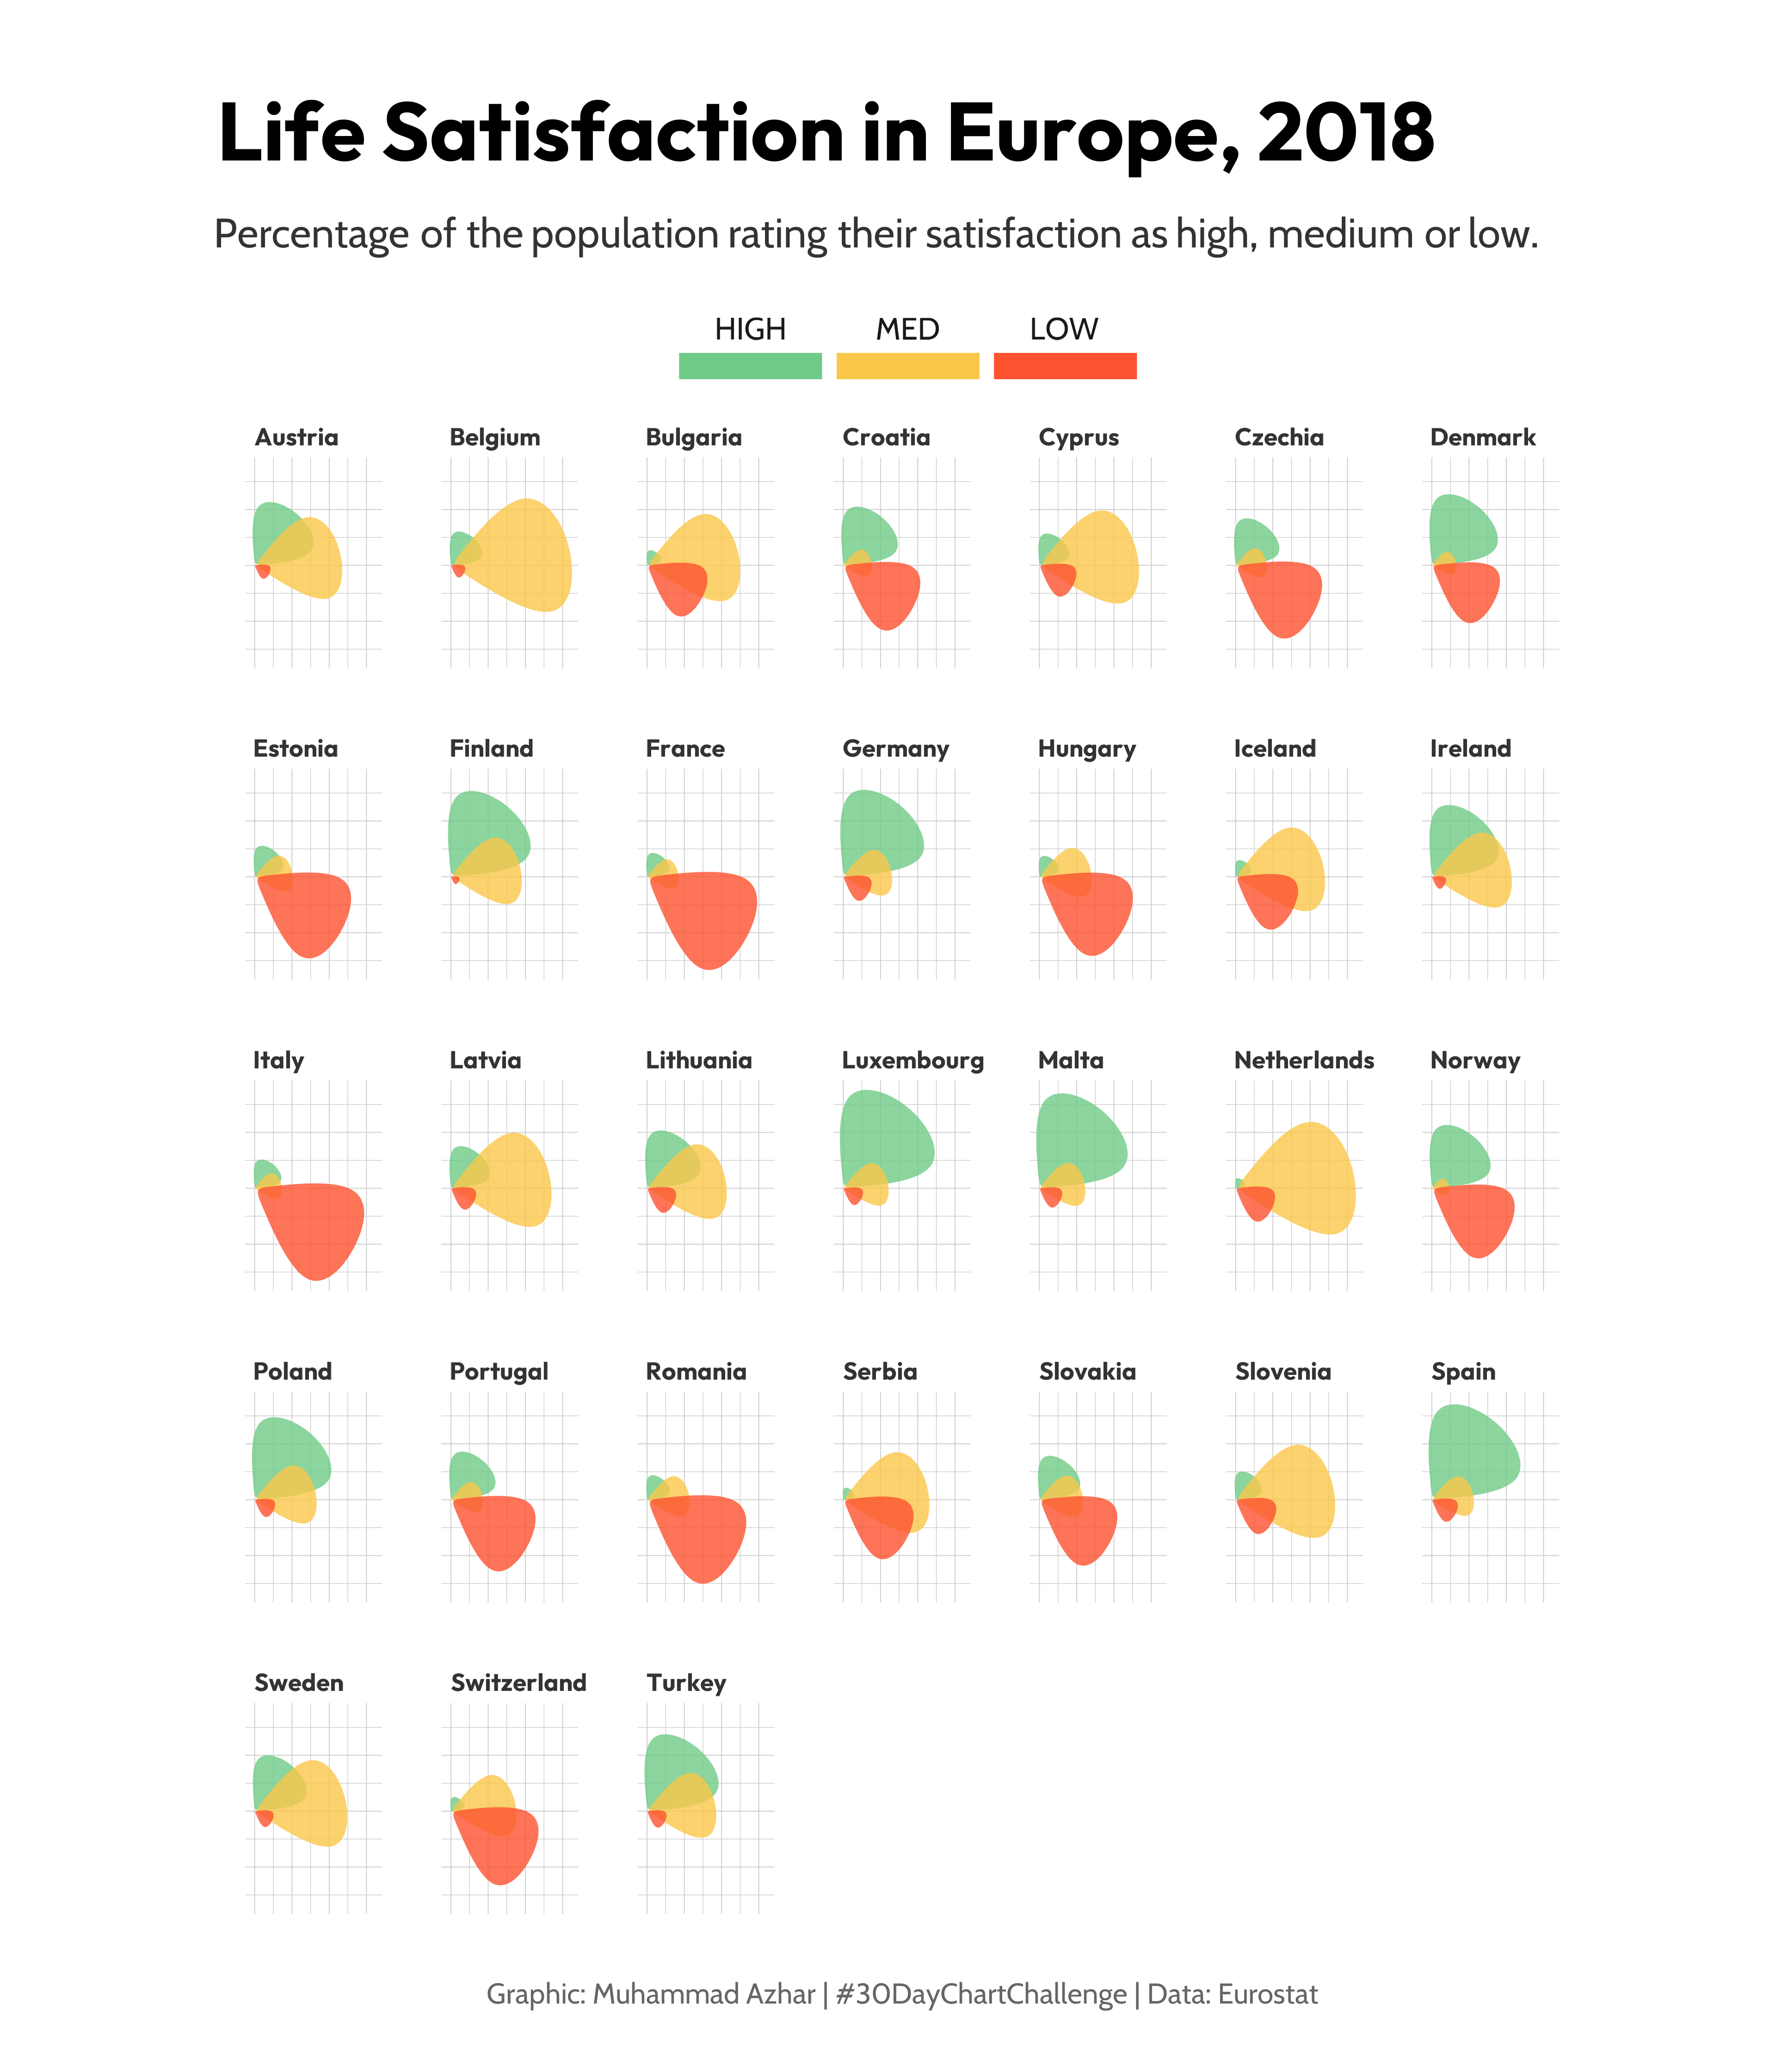 Life Satisfaction in Europe, 2018
Percentage of the population rating their satisfaction as high, medium or low.
HIGH MED LOW
Austria Belgium Bulgaria Croatia Cyprus Czechia Denmark
Estonia Finland France Germany Hungary Iceland Ireland
Italy Latvia Lithuania Luxembourg Malta Netherlands Norway
Poland Portugal Romania Serbia Slovakia Slovenia Spain
Sweden Switzerland Turkey
Graphic: Muhammad Azhar | #30DayChartChallenge | Data: Eurostat